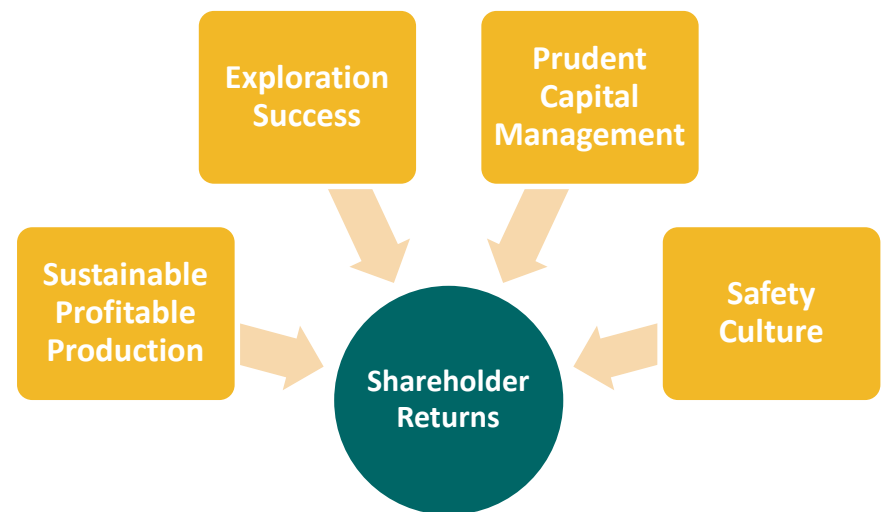 Exploration
Success
Prudent
Capital
Management
Sustainable
Profitable
Production
Safety
Culture
Shareholder
Returns